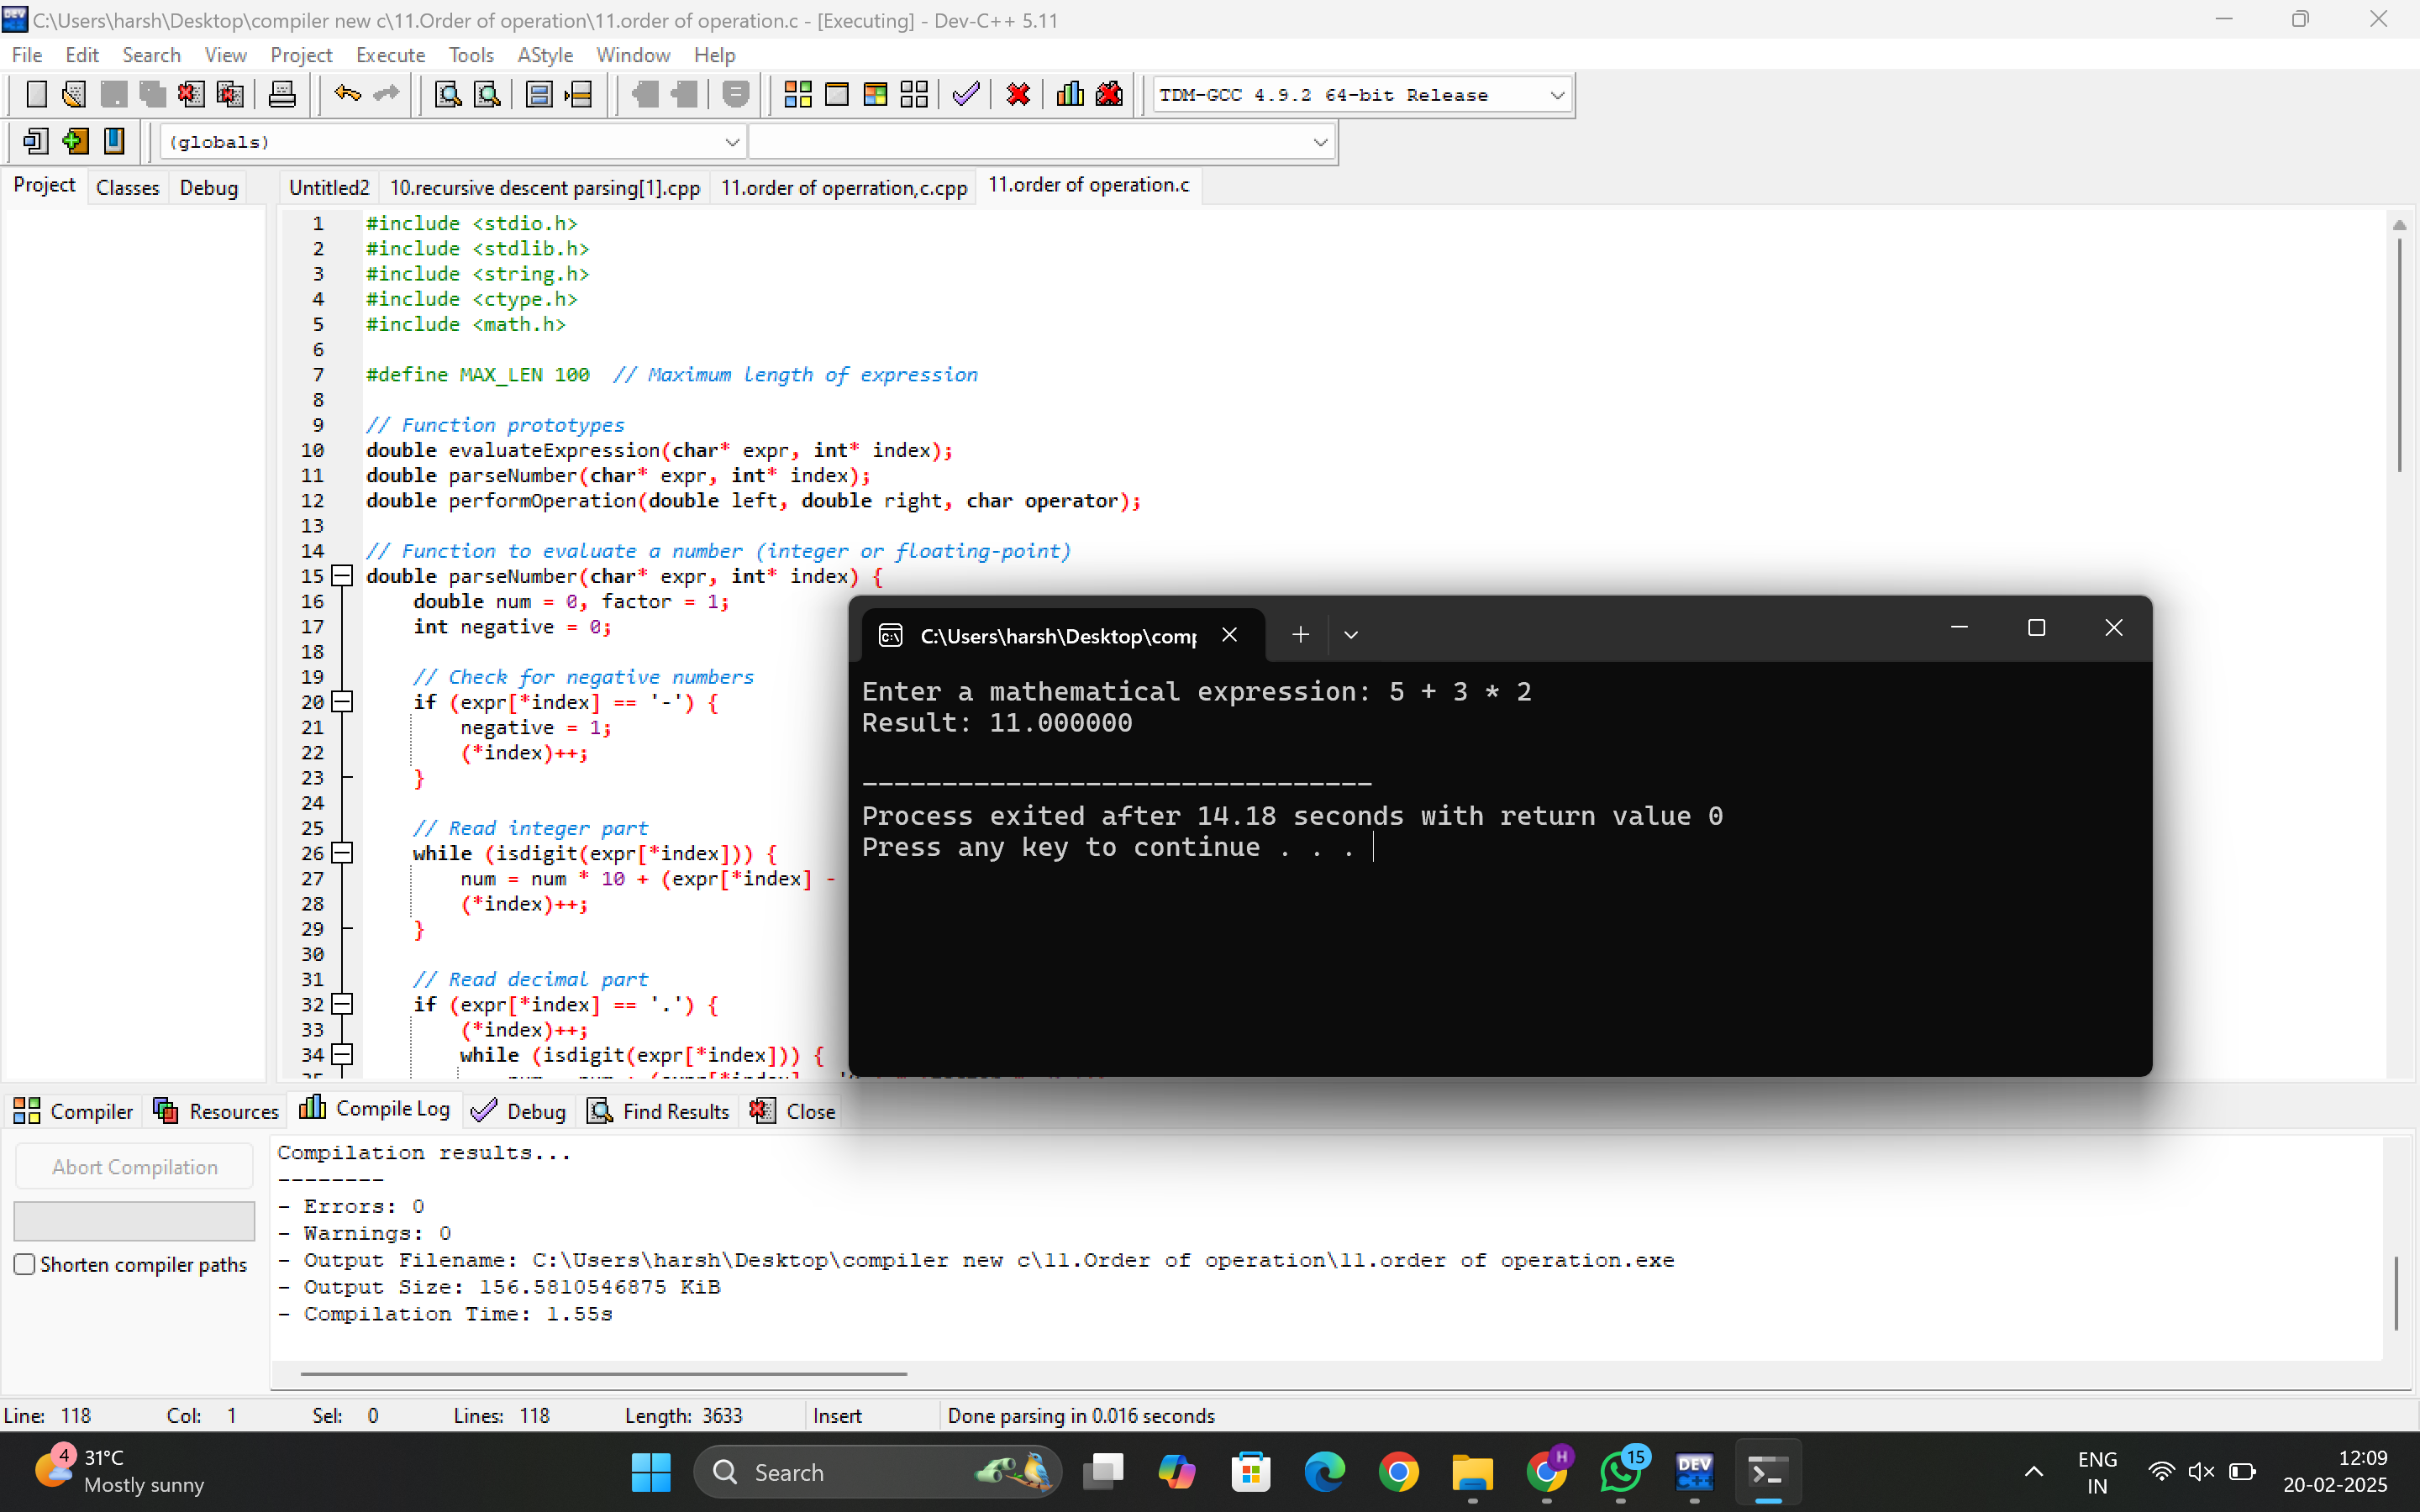 C:\Users\harsh\Desktop\compiler new c\11.Order of operation\11.order of operation.c - [Executing] - Dev-C++ 5.11
File Edit Search View Project Execute Tools AStyle Window Help
TDM-GCC 4.9.2 64-bit Release
(globals)
Project Classes Debug
Untitled2 10.recursive descent parsing[1].cpp 11.order of operration,c.cpp 11.order of operation.c
1 #include <stdio.h>
2 #include <stdlib.h>
3 #include <string.h>
4 #include <ctype.h>
5 #include <math.h>
6
7 #define MAX_LEN 100 // Maximum length of expression
8
9 // Function prototypes
10 double evaluateExpression(char* expr, int* index);
11 double parseNumber(char* expr, int* index);
12 double performOperation(double left, double right, char operator);
13
14 // Function to evaluate a number (integer or floating-point)
15 double parseNumber(char* expr, int* index) {
16 double num = 0, factor = 1;
17 int negative = 0;
18
19 // Check for negative numbers
20 if (expr[*index] == '-') {
21 negative = 1;
22 (*index)++;
23 }
24
25 // Read integer part
26 while (isdigit(expr[*index])) {
27 num = num * 10 + (expr[*index] -
28 (*index)++;
29 }
30
31 // Read decimal part
32 if (expr[*index] == '.') {
33 (*index)++;
34 while (isdigit(expr[*index])) {
C:\Users\harsh\Desktop\comp
Enter a mathematical expression: 5 + 3 * 2
Result: 11.000000
--------------------------------
Process exited after 14.18 seconds with return value 0
Press any key to continue . . .
Compiler Resources Compile Log Debug Find Results Close
Abort Compilation
Shorten compiler paths
Compilation results...
--------
- Errors: 0
- Warnings: 0
- Output Filename: C:\Users\harsh\Desktop\compiler new c\11.Order of operation\11.order of operation.exe
- Output Size: 156.5810546875 KiB
- Compilation Time: 1.55s
Line: 118 Col: 1 Sel: 0 Lines: 118 Length: 3633 Insert Done parsing in 0.016 seconds
4
31°C
Mostly sunny
Search
H
15
DEV
C++
ENG
IN
12:09
20-02-2025